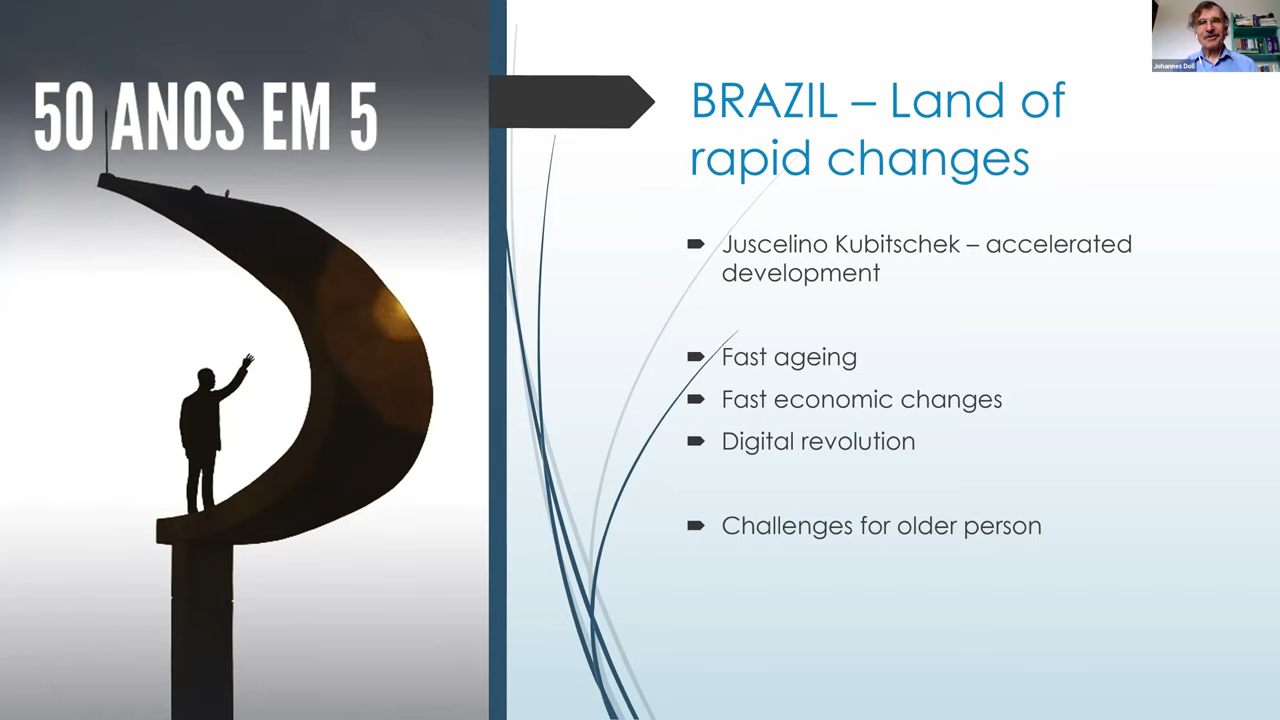 50 ANOS EM 5
BRAZIL – Land of
rapid changes
Juscelino Kubitschek – accelerated
development
Fast ageing
Fast economic changes
Digital revolution
Challenges for older person
Johannes Doll